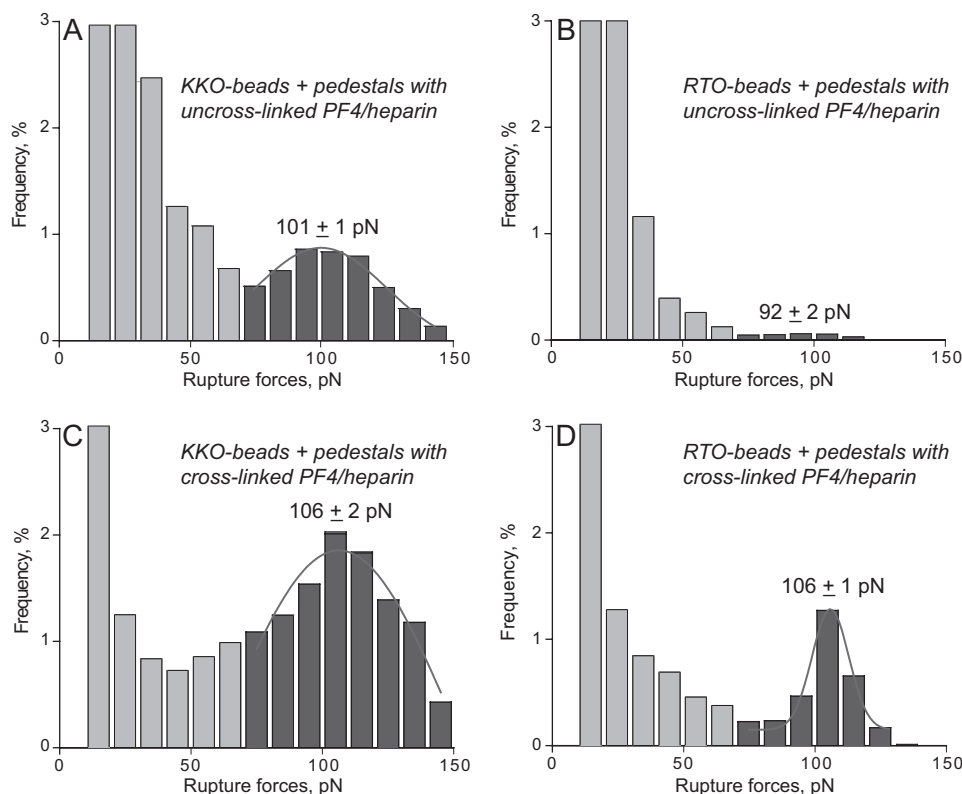 A
KKO-beads + pedestals with
uncross-linked PF4/heparin
101 ± 1 pN
Frequency, %
3
2
1
0
0 50 100 150
Rupture forces, pN
B
RTO-beads + pedestals with
uncross-linked PF4/heparin
92 ± 2 pN
Frequency, %
3
2
1
0
0 50 100 150
Rupture forces, pN
C
KKO-beads + pedestals with
cross-linked PF4/heparin
106 ± 2 pN
Frequency, %
3
2
1
0
0 50 100 150
Rupture forces, pN
D
RTO-beads + pedestals with
cross-linked PF4/heparin
106 ± 1 pN
Frequency, %
3
2
1
0
0 50 100 150
Rupture forces, pN